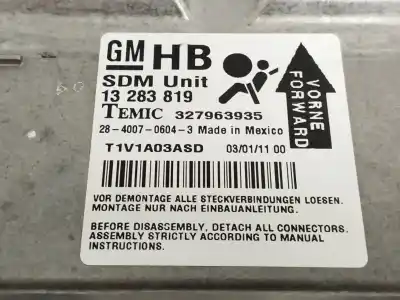 GM HB
SDM Unit
13 283 819
TEMIC 327963935
28-4007-0604-3 Made in Mexico
T1V1A03ASD 03/01/11 00
VORNE
FORWARD
VOR DEMONTAGE ALLE STECKVERBINDUNGEN LOESEN.
MONTAGE NUR NACH EINBAUANLEITUNG.
BEFORE DISASSEMBLY, DETACH ALL CONNECTORS.
ASSEMBLY STRICTLY ACCORDING TO MANUAL
INSTRUCTIONS.